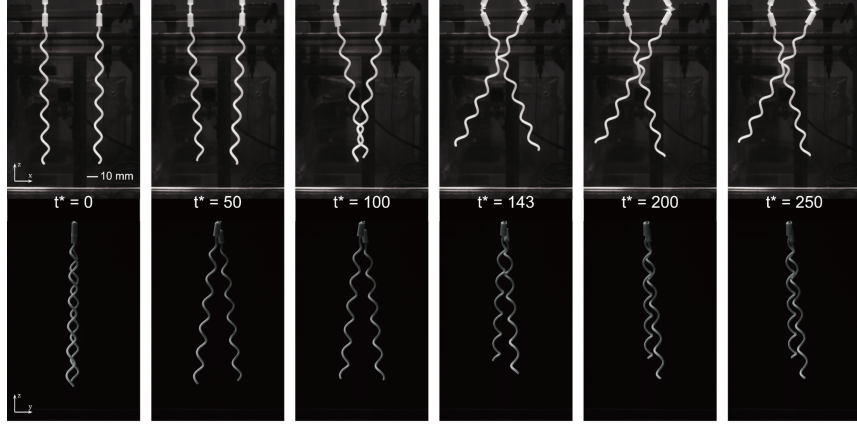 z
x
10 mm
t* = 0
t* = 50
t* = 100
t* = 143
t* = 200
t* = 250
z
y